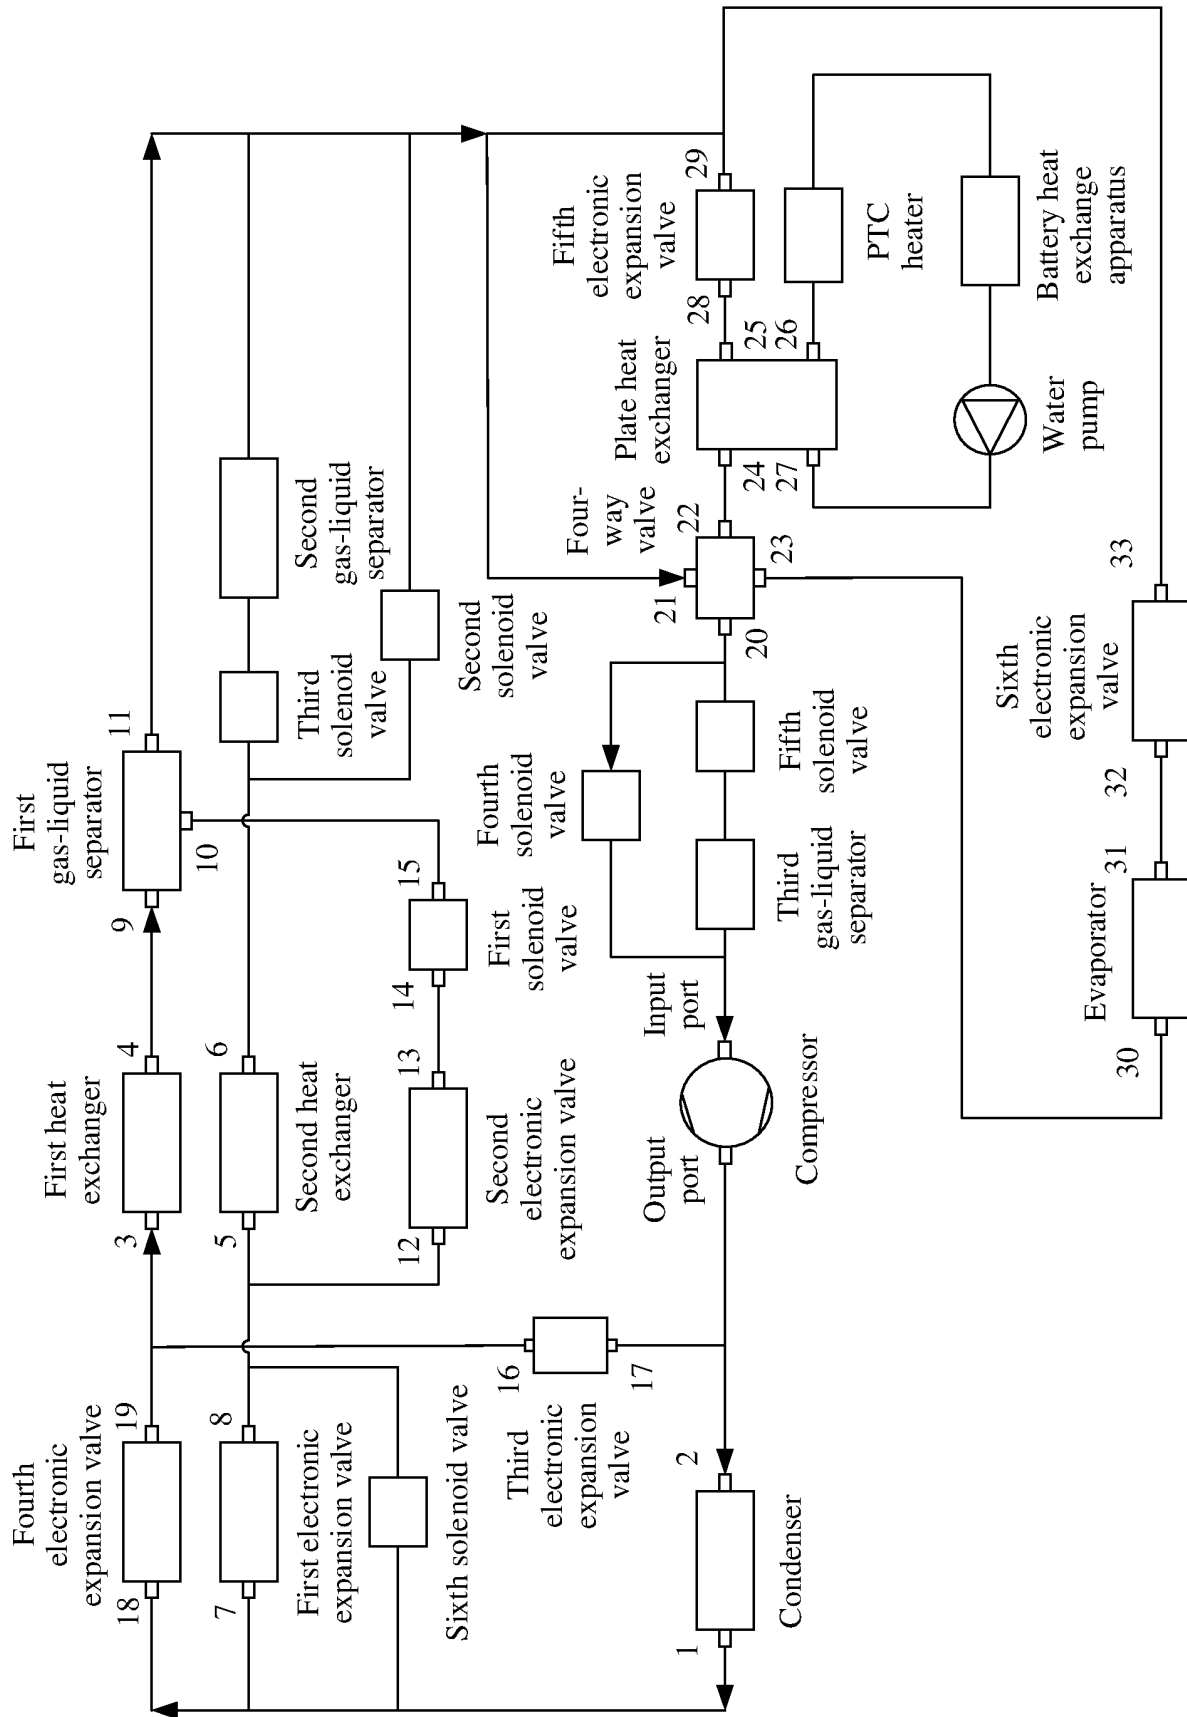 Fourth
electronic
expansion valve
18
19
3
First heat
exchanger
4
9
First
gas-liquid
separator
11
10
7
8
First electronic
expansion valve
5
6
Second heat
exchanger
Third
solenoid
valve
Second
gas-liquid
separator
Sixth solenoid valve
12
13
Second
electronic
expansion valve
14
15
First
solenoid
valve
Second
solenoid
valve
16
17
Third
electronic
expansion
valve
Fourth
solenoid
valve
21
Four-
way
valve
22
20
23
Plate heat
exchanger
24
27
25
26
28
29
Fifth
electronic
expansion
valve
1
2
Condenser
Output
port
Input
port
Compressor
Third
gas-liquid
separator
Fifth
solenoid
valve
PTC
heater
Water
pump
Battery heat
exchange
apparatus
30
31
Evaporator
32
33
Sixth
electronic
expansion
valve